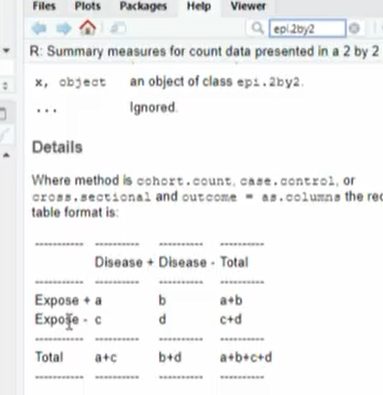 Files Plots Packages Help Viewer
epi.2by2
R: Summary measures for count data presented in a 2 by 2
x, object an object of class epi.2by2.
... Ignored.
Details
Where method is cohort.count, case.control, or
cross.sectional and outcome = as.columns the
table format is:
Disease + Disease - Total
Expose + a b a+b
Expose - c d c+d
Total a+c b+d a+b+c+d